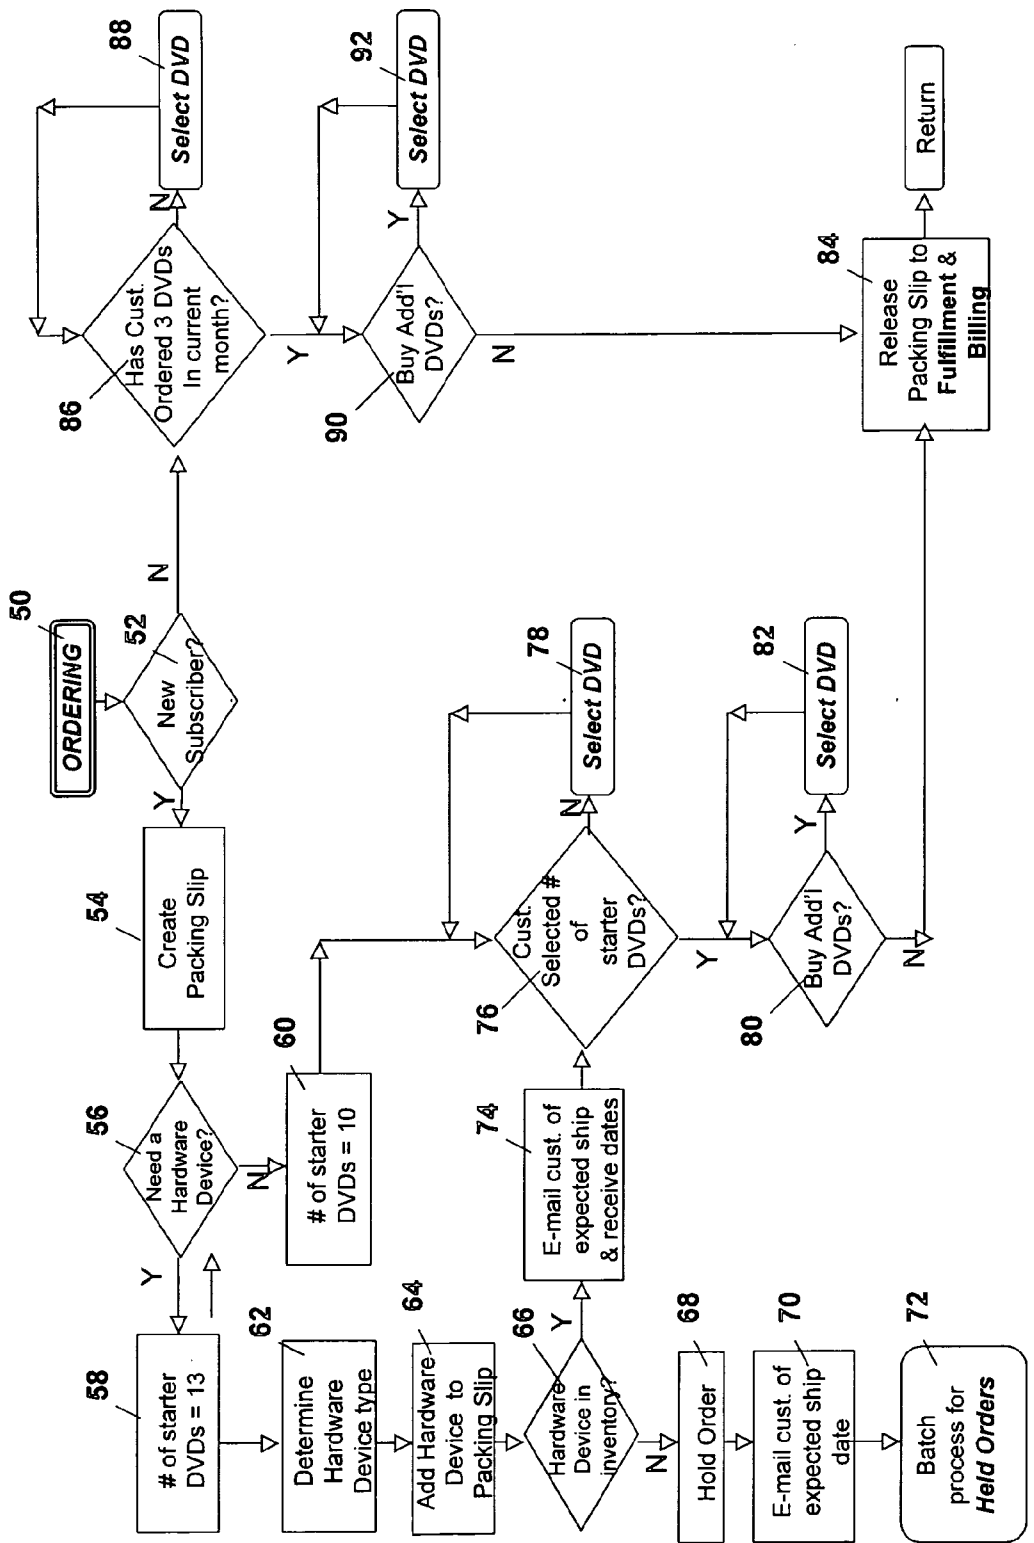 50
ORDERING
52
New
Subscriber?
Y
N
54
Create
Packing Slip
56
Need a
Hardware
Device?
Y
N
58
# of starter
DVDs = 13
60
# of starter
DVDs = 10
62
Determine
Hardware
Device type
64
Add Hardware
Device to
Packing Slip
66
Hardware
Device in
inventory?
Y
N
68
Hold Order
70
E-mail cust. of
expected ship
date
72
Batch
process for
Held Orders
74
E-mail cust. of
expected ship
& receive dates
76
Cust.
Selected #
of
starter
DVDs?
N
Y
78
Select DVD
80
Buy Add'l
DVDs?
Y
N
82
Select DVD
84
Release
Packing Slip to
Fulfillment &
Billing
Return
86
Has Cust.
Ordered 3 DVDs
In current
month?
N
Y
88
Select DVD
90
Buy Add'l
DVDs?
Y
N
92
Select DVD